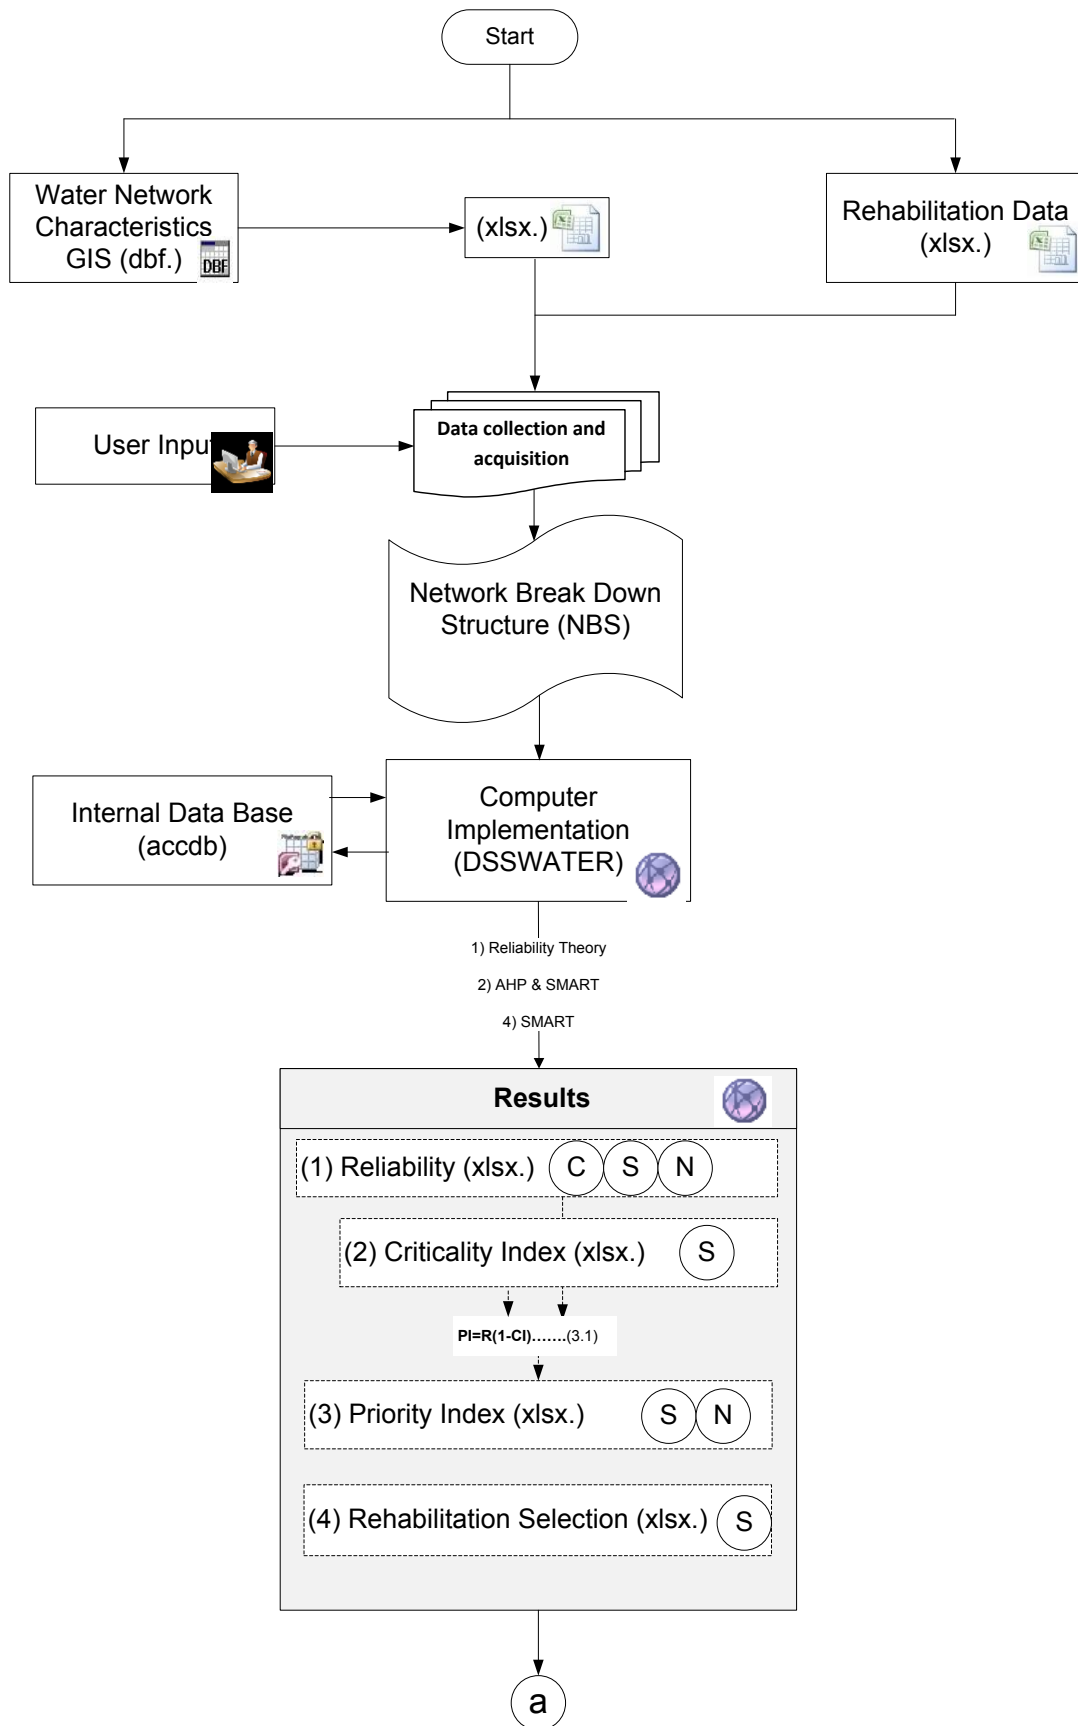 Start
Water Network
Characteristics
GIS (dbf.)
DBF
(xlsx.)
Rehabilitation Data
(xlsx.)
User Input
Data collection and
acquisition
Network Break Down
Structure (NBS)
Internal Data Base
(accdb)
Computer
Implementation
(DSSWATER)
1) Reliability Theory
2) AHP & SMART
4) SMART
Results
(1) Reliability (xlsx.) C S N
(2) Criticality Index (xlsx.) S
PI=R(1-CI).......(3.1)
(3) Priority Index (xlsx.) S N
(4) Rehabilitation Selection (xlsx.) S
a